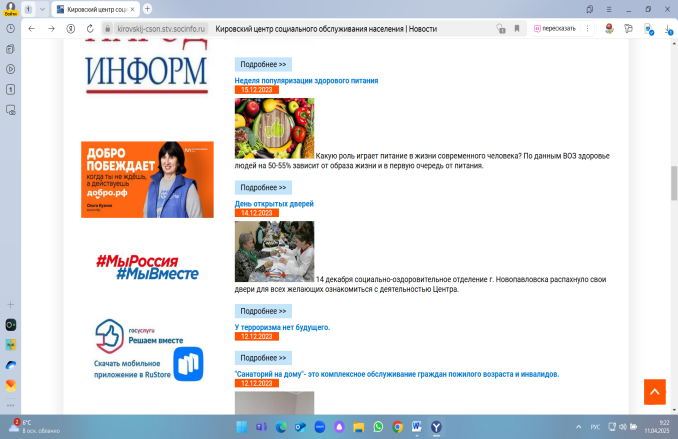 Войти
1
Кировский центр соц
kirovskij-cson.stv.socinfo.ru
Кировский центр социального обслуживания населения | Новости
пересказать
1
НАРОД
ИНФОРМ
Подробнее >>
Неделя популяризации здорового питания
15.12.2023
Какую роль играет питание в жизни современного человека? По данным ВОЗ здоровье
людей на 50-55% зависит от образа жизни и в первую очередь от питания.
ДОБРО
ПОБЕЖДАЕТ
когда ты не ждёшь,
а действуешь
добро.рф
Подробнее >>
День открытых дверей
14.12.2023
14 декабря социально-оздоровительное отделение г. Новопавловска распахнуло свои
двери для всех желающих ознакомиться с деятельностью Центра.
#МыРоссия
#МыВместе
Подробнее >>
У терроризма нет будущего.
12.12.2023
госуслуги
Решаем вместе
Скачать мобильное
приложение в RuStore
Подробнее >>
"Санаторий на дому"- это комплексное обслуживание граждан пожилого возраста и инвалидов.
12.12.2023
6°C
В осн. облачно
РУС
9:22
11.04.2025